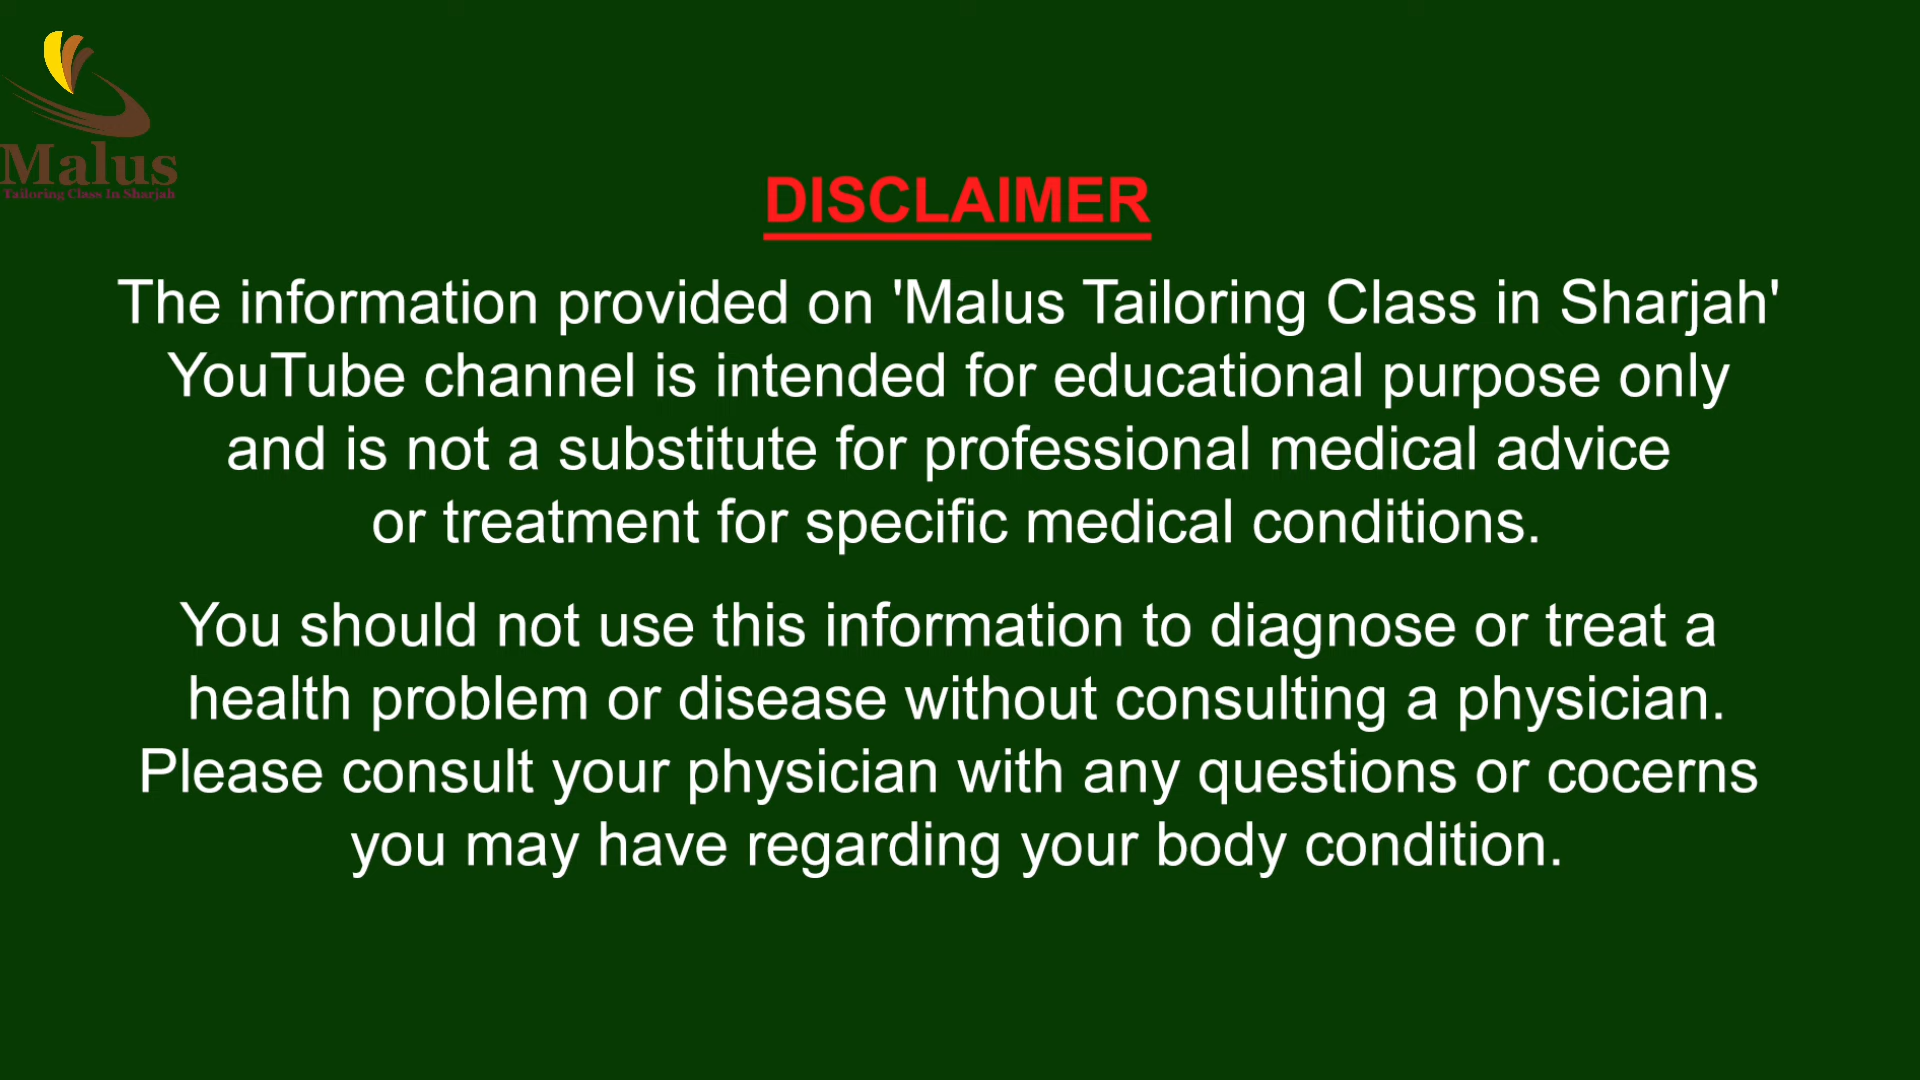 Malus
Tailoring Class In Sharjah
DISCLAIMER
The information provided on 'Malus Tailoring Class in Sharjah'
YouTube channel is intended for educational purpose only
and is not a substitute for professional medical advice
or treatment for specific medical conditions.
You should not use this information to diagnose or treat a
health problem or disease without consulting a physician.
Please consult your physician with any questions or cocerns
you may have regarding your body condition.